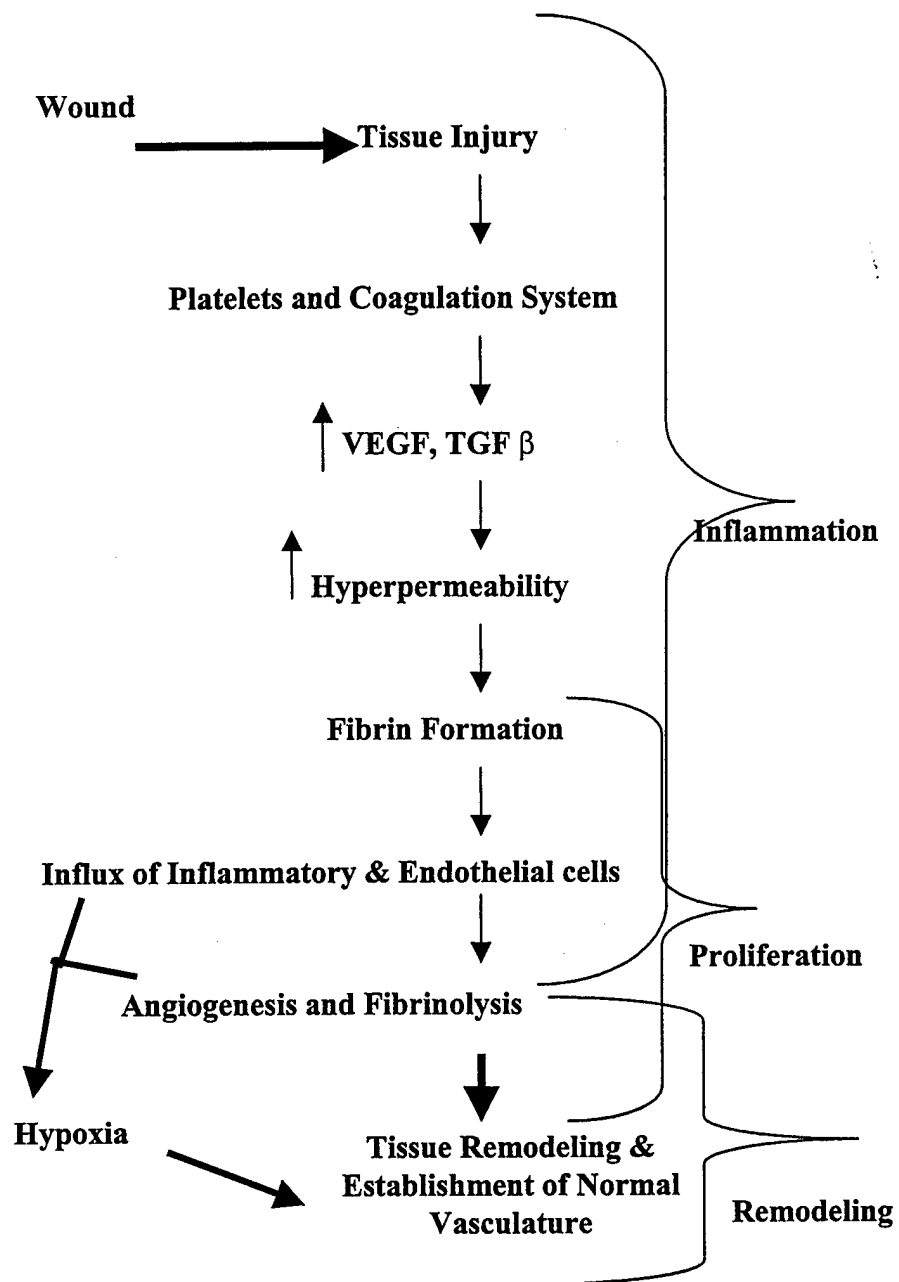 Wound
Tissue Injury
Platelets and Coagulation System
VEGF, TGF β
Inflammation
Hyperpermeability
Fibrin Formation
Influx of Inflammatory & Endothelial cells
Proliferation
Angiogenesis and Fibrinolysis
Hypoxia
Tissue Remodeling &
Establishment of Normal
Vasculature
Remodeling